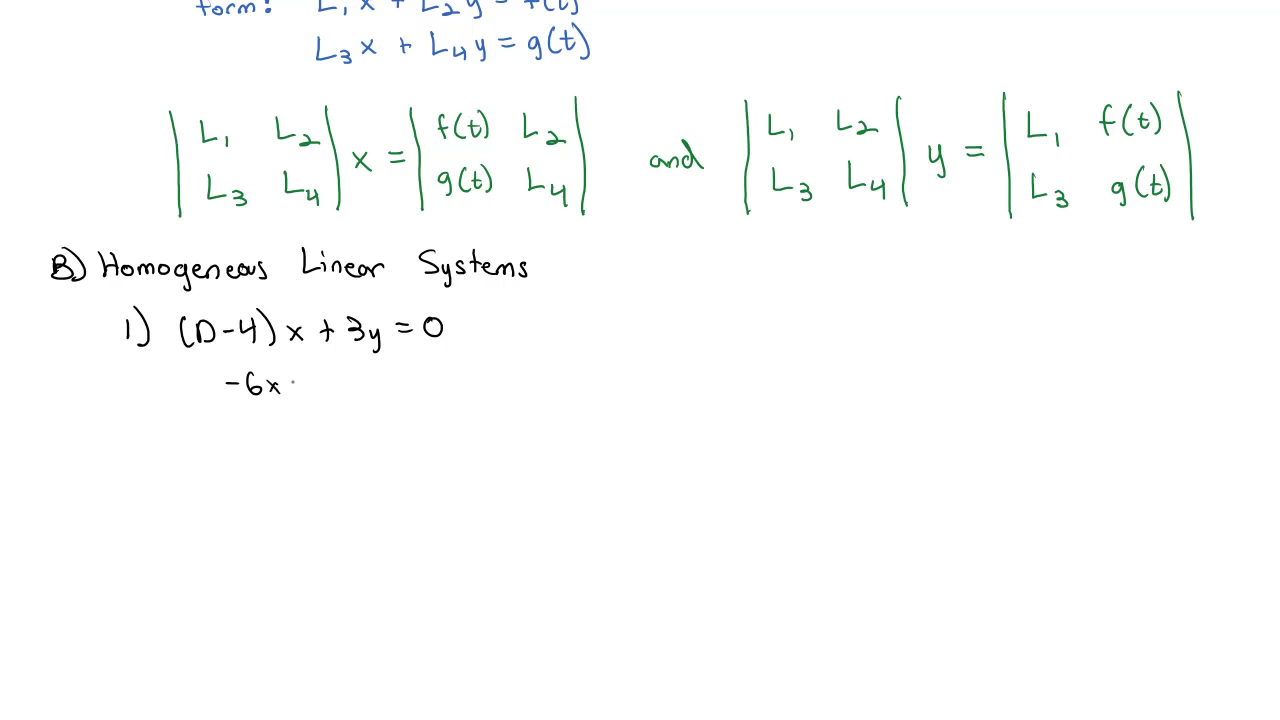 form: L₁x + L₂y = f(t)
L₃x + L₄y = g(t)
| L₁ L₂ | x = | f(t) L₂ | and | L₁ L₂ | y = | L₁ f(t) |
| L₃ L₄ | | g(t) L₄ | | L₃ L₄ | | L₃ g(t) |
B) Homogeneous Linear Systems
1) (D-4)x + 3y = 0
-6x